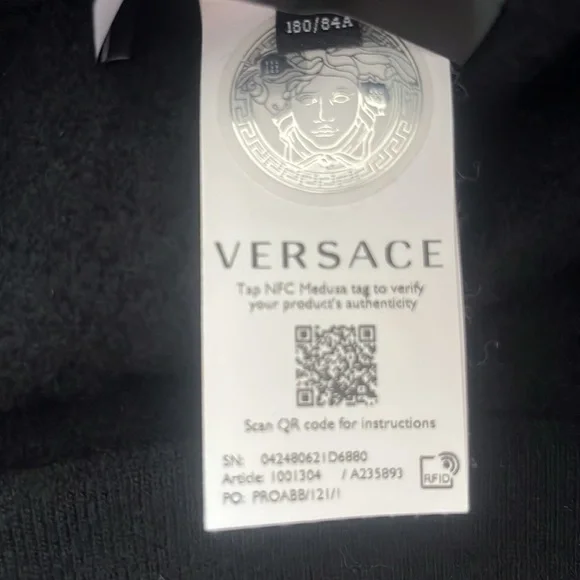 180/84A
VERSACE
Tap NFC Medusa tag to verify
your product's authenticity
Scan QR code for instructions
SN: 042480621D6880
Article: 1001304 / A235893
PO: PROABB/121/1
RFID